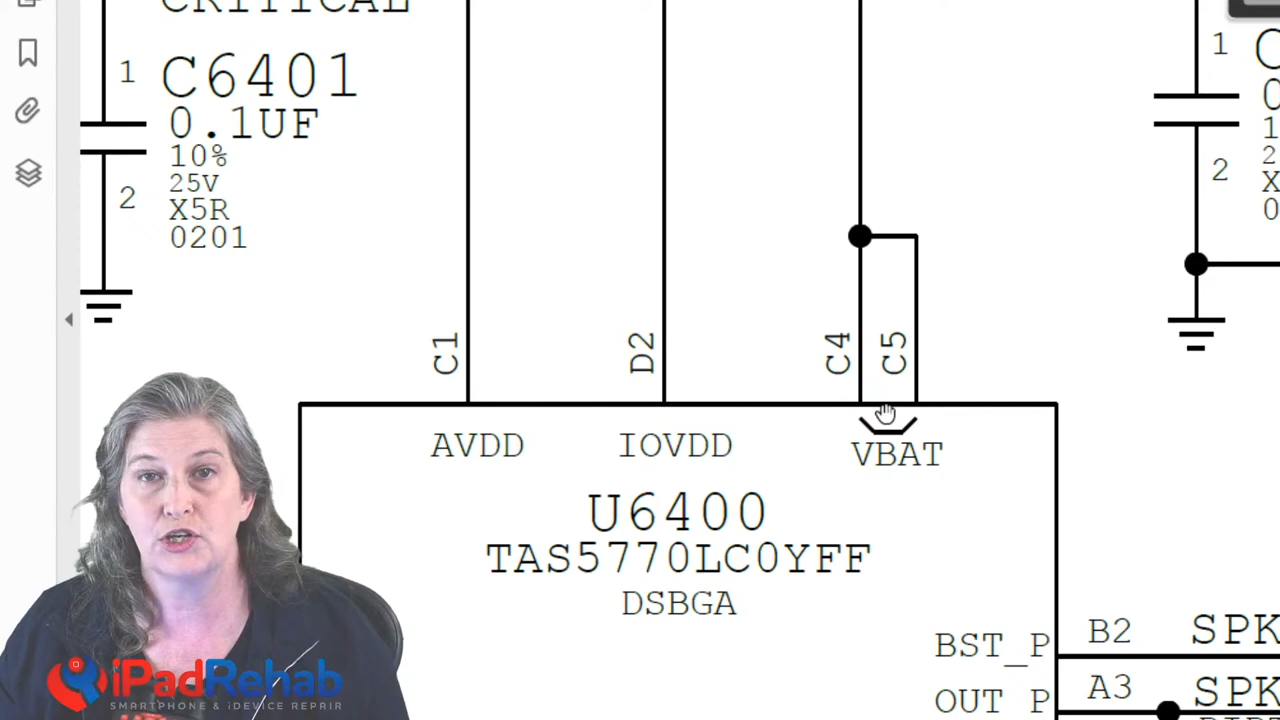 CRITICAL
1
C6401
0.1UF
10%
25V
X5R
0201
2
1
2
C1
D2
C4
C5
AVDD
IOVDD
VBAT
U6400
TAS5770LC0YFF
DSBGA
BST_P
B2
SPK
OUT P
A3
SPK
iPadRehab
SMARTPHONE & iDEVICE REPAIR